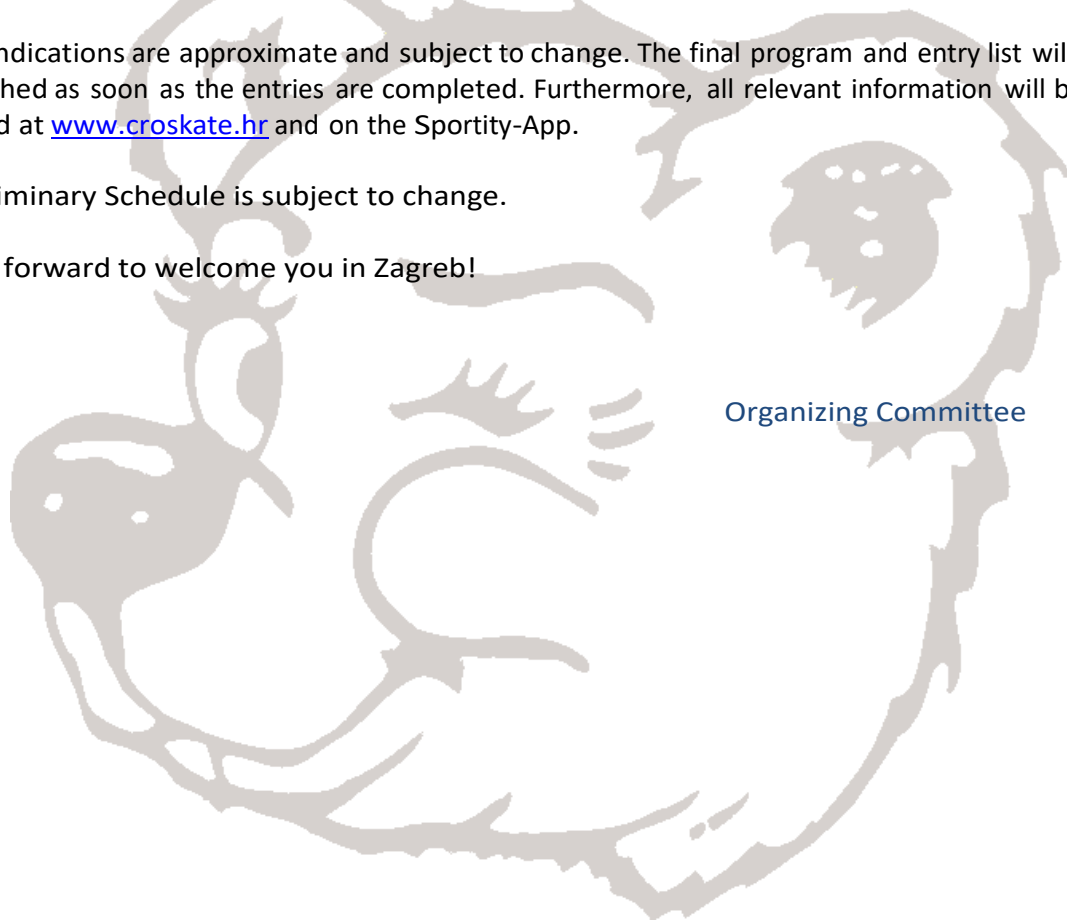 ndications are approximate and subject to change. The final program and entry list wil
hed as soon as the entries are completed. Furthermore, all relevant information will b
d at www.croskate.hr and on the Sportity-App.
iminary Schedule is subject to change.
forward to welcome you in Zagreb!
Organizing Committee